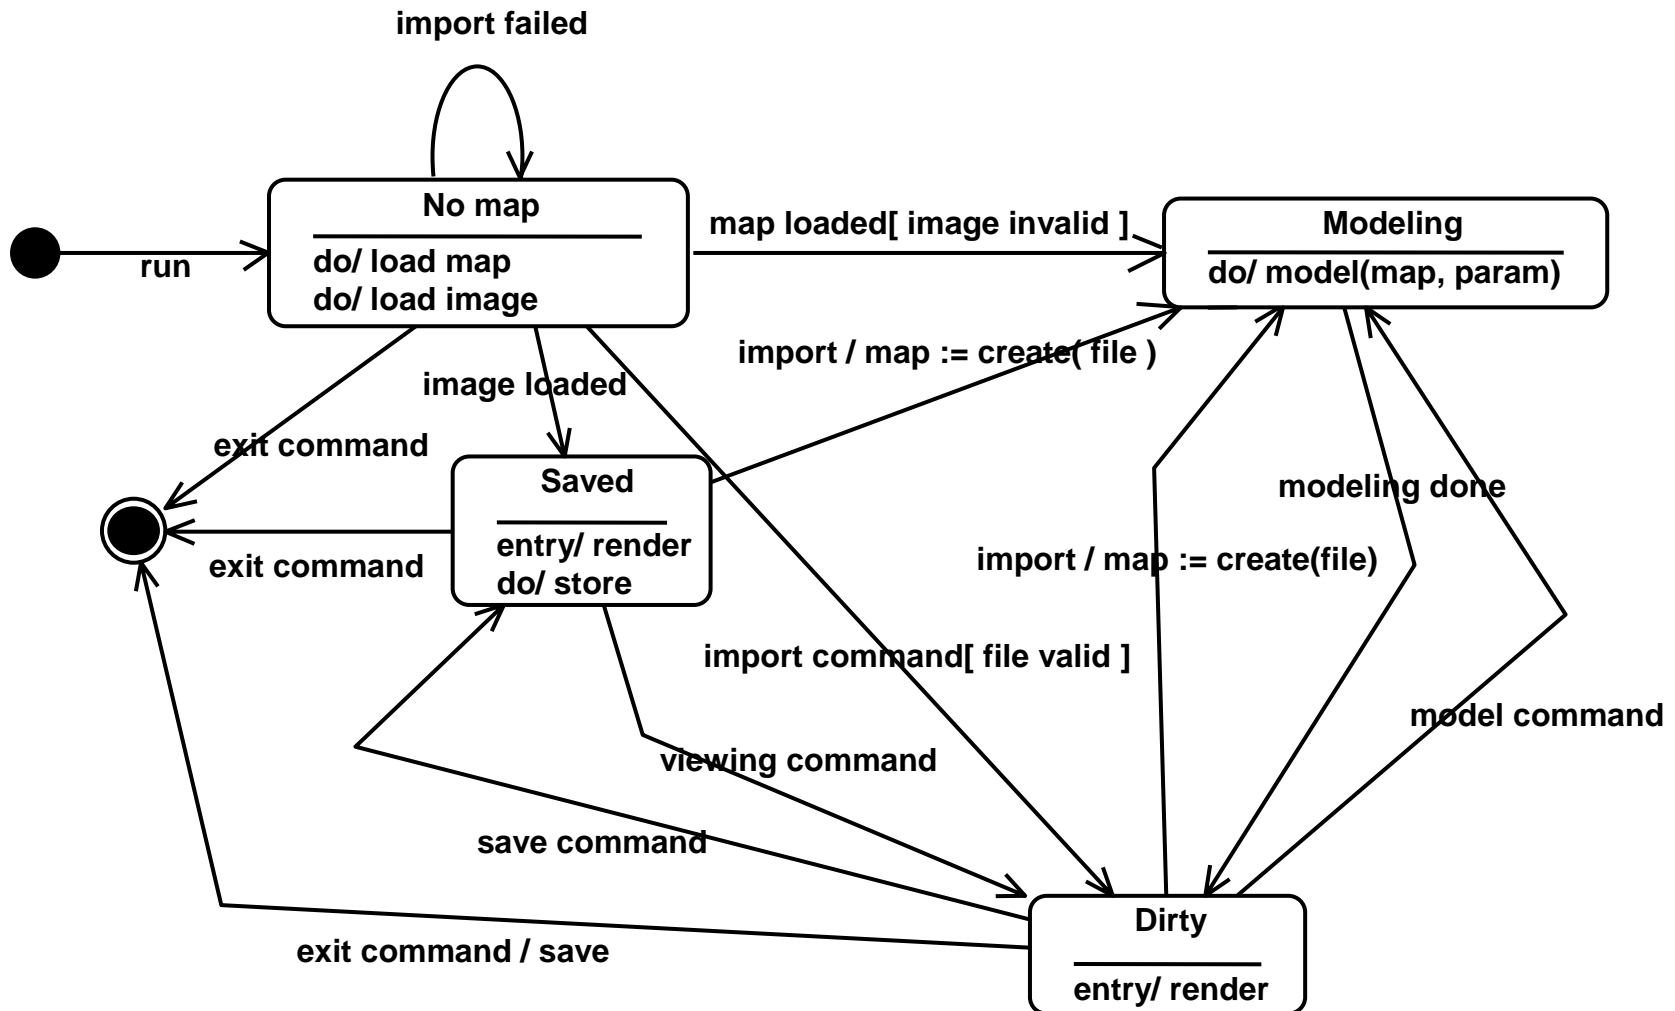 import failed
No map
do/ load map
do/ load image
run
map loaded[ image invalid ]
Modeling
do/ model(map, param)
import / map := create( file )
image loaded
exit command
Saved
entry/ render
do/ store
exit command
modeling done
import / map := create(file)
import command[ file valid ]
model command
viewing command
save command
exit command / save
Dirty
entry/ render